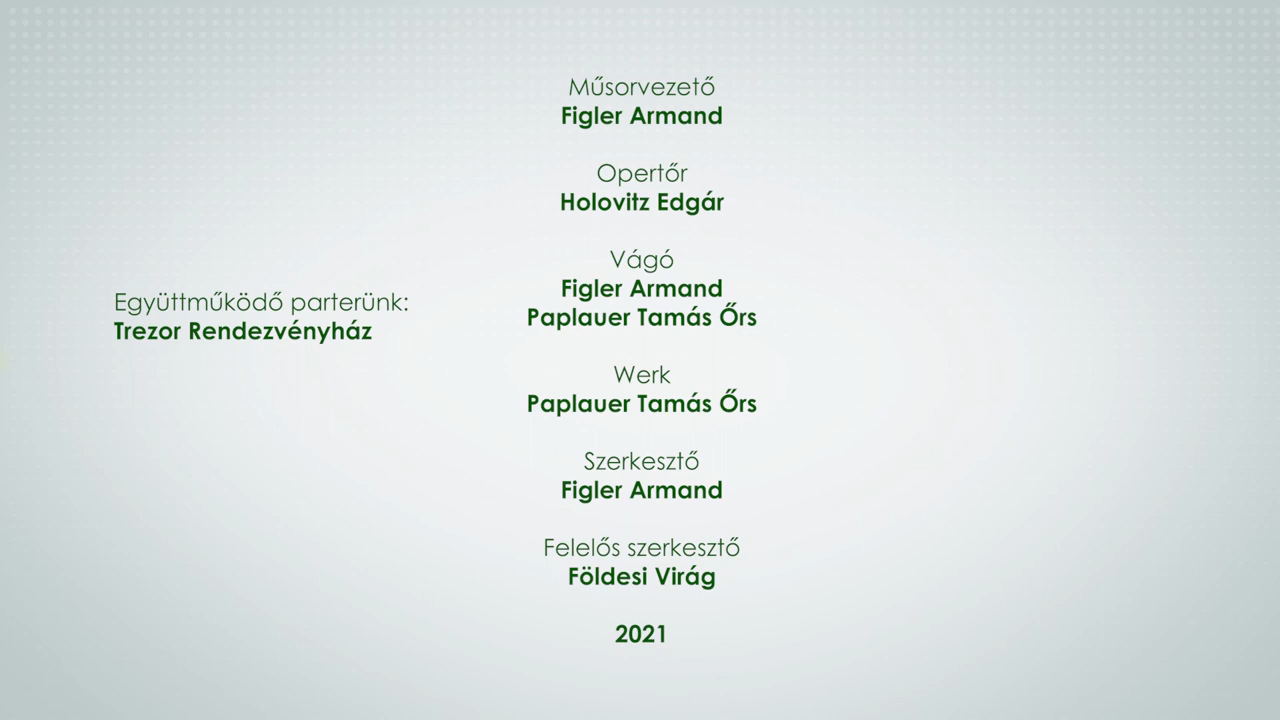 Műsorvezető
Figler Armand
Opertőr
Holovitz Edgár
Vágó
Figler Armand
Paplauer Tamás Őrs
Együttműködő parterünk:
Trezor Rendezvényház
Werk
Paplauer Tamás Őrs
Szerkesztő
Figler Armand
Felelős szerkesztő
Földesi Virág
2021